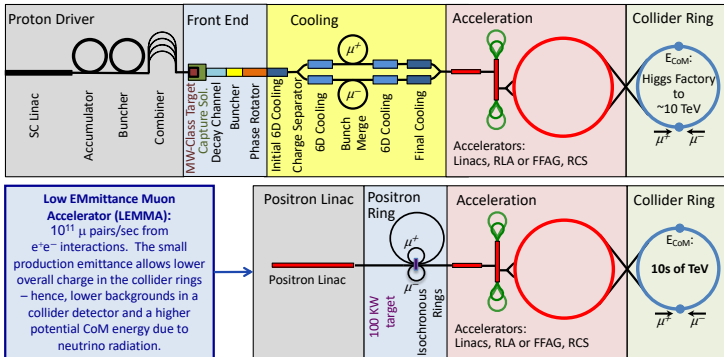 Proton Driver
Front End
Cooling
Acceleration
Collider Ring
SC Linac
Accumulator
Buncher
Combiner
MW-Class Target
Capture Sol.
Decay Channel
Buncher
Phase Rotator
Initial 6D Cooling
Charge Separator
6D Cooling
Bunch
Merge
6D Cooling
Final Cooling
μ+
μ−
Accelerators:
Linacs, RLA or FFAG, RCS
ECoM:
Higgs Factory
to
~10 TeV
μ+ μ−
Low EMmittance Muon
Accelerator (LEMMA):
10¹¹ μ pairs/sec from
e⁺e⁻ interactions. The small
production emittance allows lower
overall charge in the collider rings
– hence, lower backgrounds in a
collider detector and a higher
potential CoM energy due to
neutrino radiation.
Positron Linac
Positron
Ring
Acceleration
Collider Ring
Positron Linac
100 KW
target
μ+
μ−
Isochronous
Rings
Accelerators:
Linacs, RLA or FFAG, RCS
ECoM:
10s of TeV
μ+ μ−